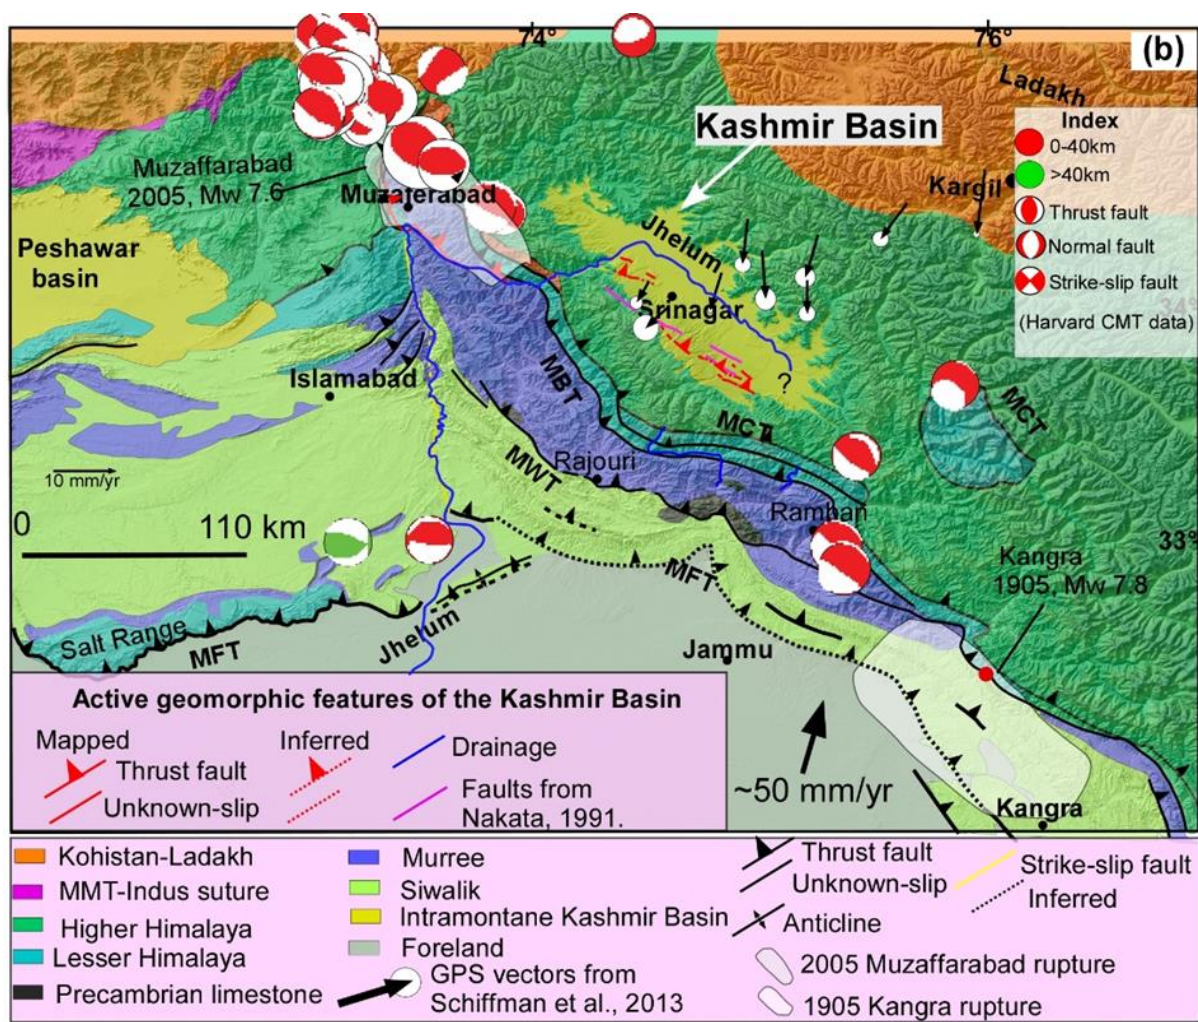 74°
76°
(b)
Ladakh
Index
0-40km
>40km
Thrust fault
Normal fault
Strike-slip fault
(Harvard CMT data)
34°
Kashmir Basin
Kargil
Muzaffarabad
2005, Mw 7.6
Muzaferabad
Jhelum
Peshawar
basin
Srinagar
?
Islamabad
MBT
MCT
MCT
10 mm/yr
MWT
Rajouri
0
110 km
Ramban
33°
Kangra
1905, Mw 7.8
MFT
Salt Range
MFT
Jhelum
Jammu
~50 mm/yr
Kangra
Active geomorphic features of the Kashmir Basin
Mapped
Inferred
Drainage
Thrust fault
Unknown-slip
Faults from
Nakata, 1991.
Kohistan-Ladakh
MMT-Indus suture
Higher Himalaya
Lesser Himalaya
Precambrian limestone
Murree
Siwalik
Intramontane Kashmir Basin
Foreland
GPS vectors from
Schiffman et al., 2013
Thrust fault
Unknown-slip
Strike-slip fault
Inferred
Anticline
2005 Muzaffarabad rupture
1905 Kangra rupture